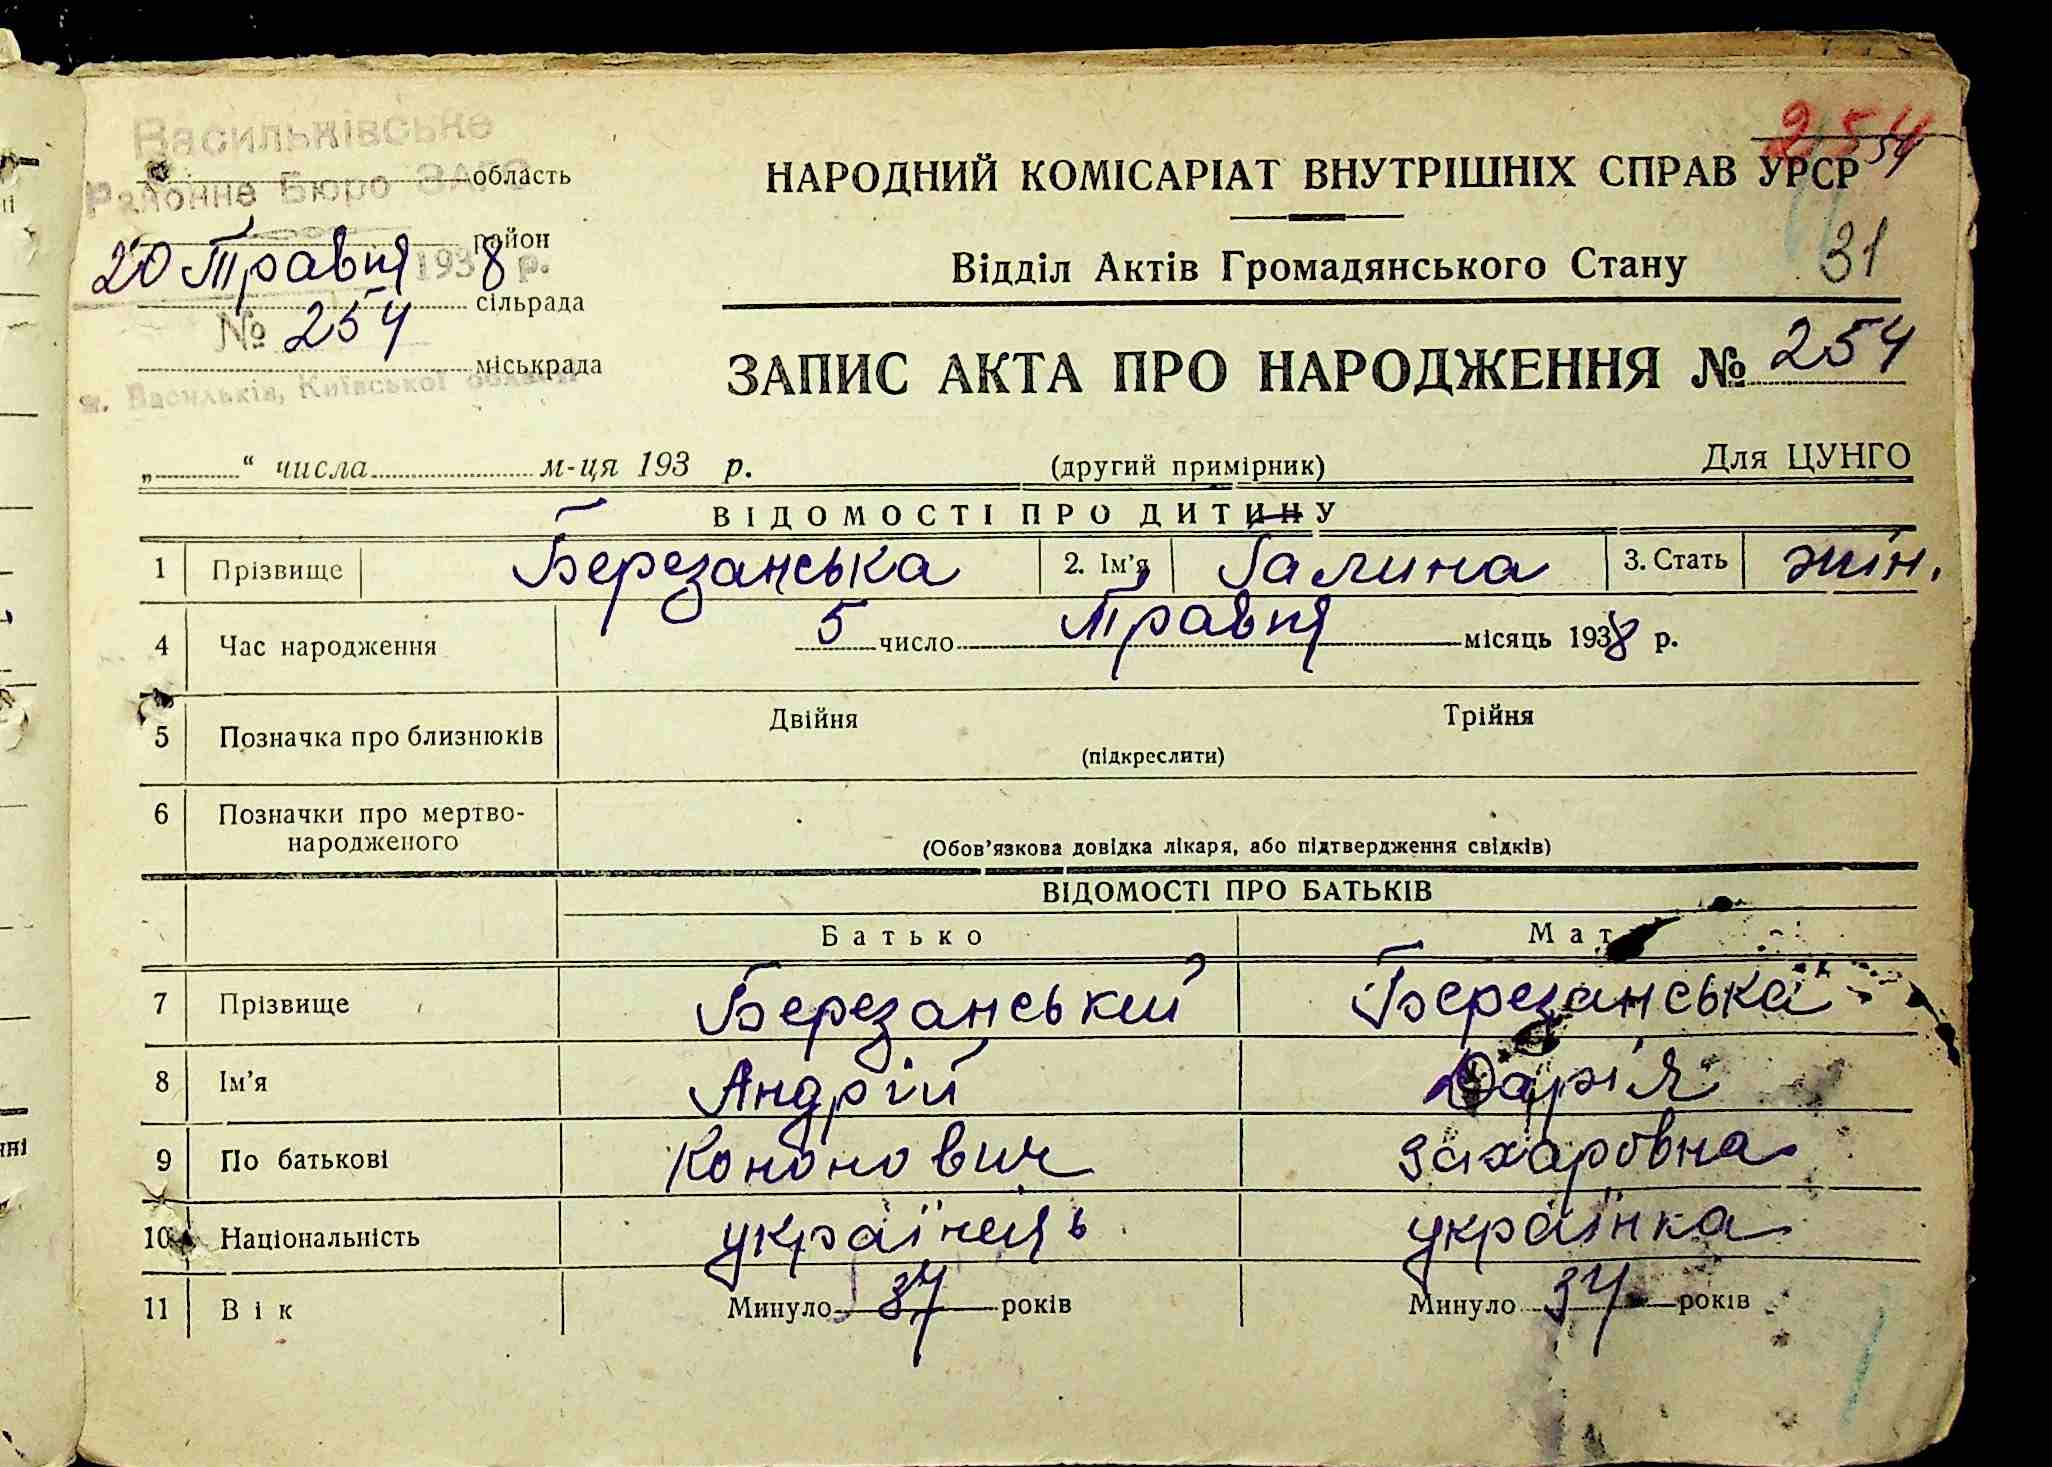 Васильківське
Районне Бюро ЗАГС
область
район
20 Травня 1938 р.
сільрада
№ 254
міськрада
м. Васильків, Київської області
254
54
НАРОДНИЙ КОМІСАРІАТ ВНУТРІШНІХ СПРАВ УРСР
31
Відділ Актів Громадянського Стану
ЗАПИС АКТА ПРО НАРОДЖЕННЯ № 254
„ “ числа м-ця 193 р. (другий примірник) Для ЦУНГО
ВІДОМОСТІ ПРО ДИТИНУ
1 Прізвище Березанська 2. Ім'я Галина 3. Стать жін.
4 Час народження 5 число Травня місяць 1938 р.
5 Позначка про близнюків Двійня Трійня
(підкреслити)
6 Позначки про мертво-
народженого
(Обов'язкова довідка лікаря, або підтвердження свідків)
ВІДОМОСТІ ПРО БАТЬКІВ
Батько Мат
7 Прізвище Березанський Березанська
8 Ім'я Андрій Дар'я
9 По батькові Кононович Захаровна
10 Національність українець українка
11 Вік Минуло 37 років Минуло 34 років